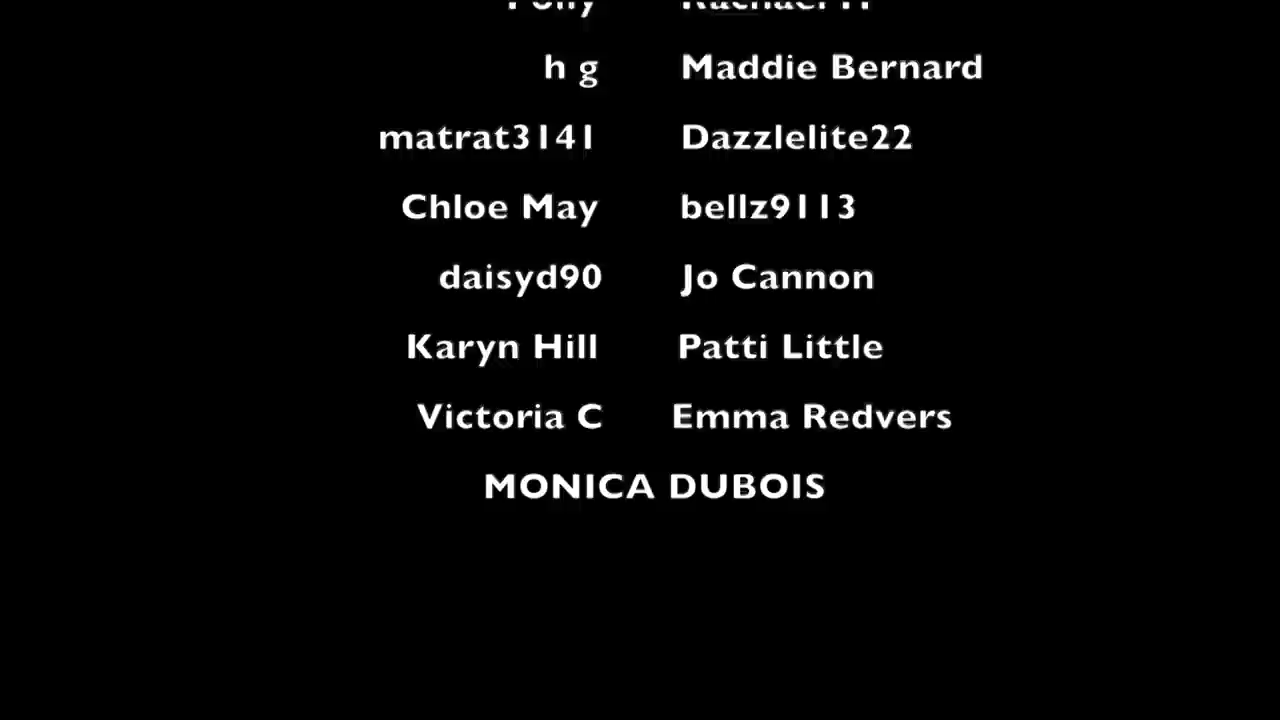 h g Maddie Bernard
matrat3141 Dazzlelite22
Chloe May bellz9113
daisyd90 Jo Cannon
Karyn Hill Patti Little
Victoria C Emma Redvers
MONICA DUBOIS